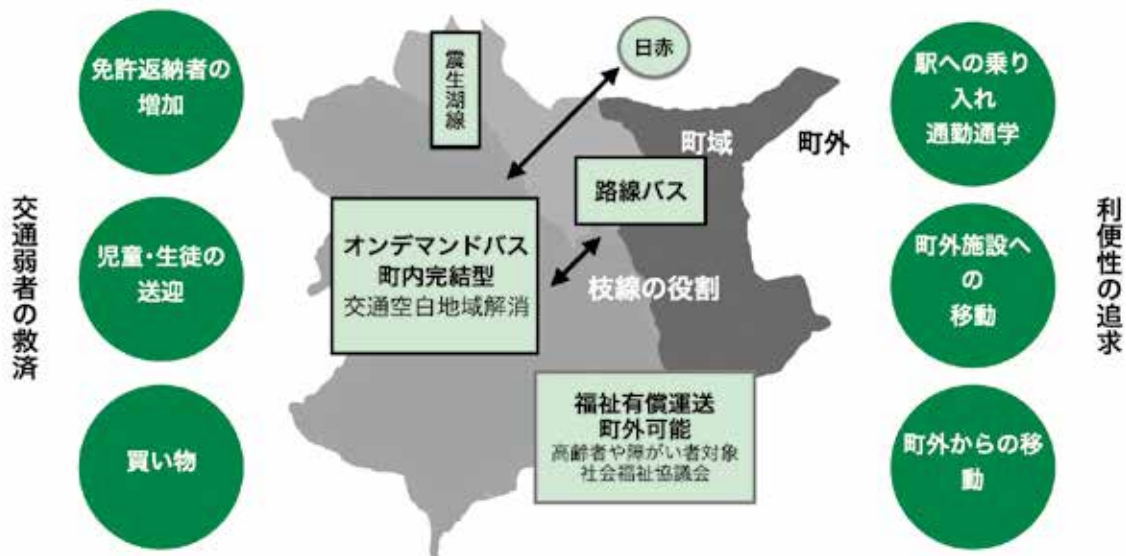 交通弱者の救済
免許返納者の
増加
児童・生徒の
送迎
買い物
震生湖線
日赤
町域
町外
路線バス
オンデマンドバス
町内完結型
交通空白地域解消
枝線の役割
福祉有償運送
町外可能
高齢者や障がい者対象
社会福祉協議会
駅への乗り
入れ
通勤通学
町外施設へ
の
移動
町外からの移
動
利便性の追求